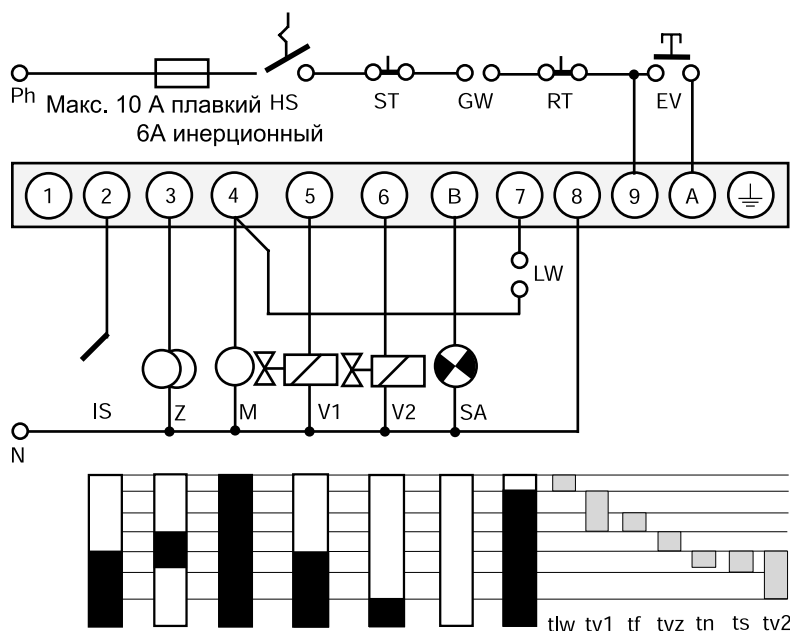 Ph
Макс. 10 А плавкий
6А инерционный
HS ST GW RT EV
1 2 3 4 5 6 B 7 8 9 A
LW
IS Z M V1 V2 SA
N
tlw tv1 tf tvz tn ts tv2